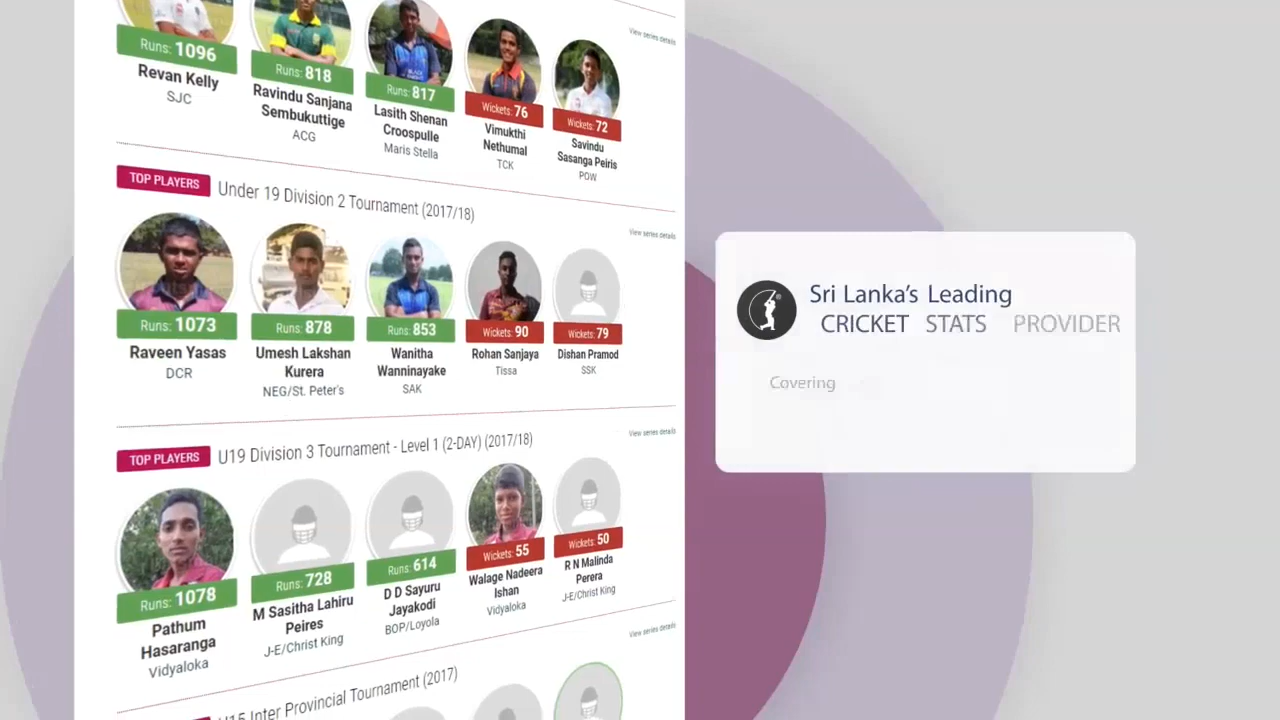 View series details
Runs: 1096
Revan Kelly
SJC
Runs: 818
Ravindu Sanjana
Sembukuttige
ACG
Runs: 817
Lasith Shenan
Croospulle
Maris Stella
Wickets: 76
Vimukthi
Nethumal
TCK
Wickets: 72
Savindu
Sasanga Peiris
POW
TOP PLAYERS
Under 19 Division 2 Tournament (2017/18)
View series details
Runs: 1073
Raveen Yasas
DCR
Runs: 878
Umesh Lakshan
Kurera
NEG/St. Peter's
Runs: 853
Wanitha
Wanninayake
SAK
Wickets: 90
Rohan Sanjaya
Tissa
Wickets: 79
Dishan Pramod
SSK
TOP PLAYERS
U19 Division 3 Tournament - Level 1 (2-DAY) (2017/18)
View series details
Runs: 1078
Pathum
Hasaranga
Vidyaloka
Runs: 728
M Sasitha Lahiru
Peires
J-E/Christ King
Runs: 614
D D Sayuru
Jayakodi
BOP/Loyola
Wickets: 55
Walage Nadeera
Ishan
Vidyaloka
Wickets: 50
R N Malinda
Perera
J-E/Christ King
U15 Inter Provincial Tournament (2017)
View series details
Sri Lanka's Leading
CRICKET STATS PROVIDER
Covering